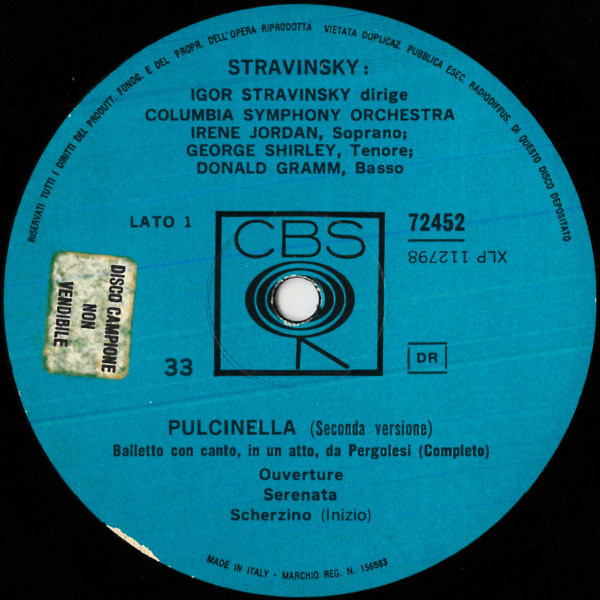 RISERVATI TUTTI I DIRITTI DEL PRODUTT. FONOG. E DEL PROPR. DELL'OPERA RIPRODOTTA - VIETATA DUPLICAZ. PUBBLICA ESEC. RADIODIFFUS. DI QUESTO DISCO DEPOSITATO
STRAVINSKY:
IGOR STRAVINSKY dirige
COLUMBIA SYMPHONY ORCHESTRA
IRENE JORDAN, Soprano;
GEORGE SHIRLEY, Tenore;
DONALD GRAMM, Basso
LATO 1
CBS
72452
XLP 112798
DISCO CAMPIONE
NON
VENDIBILE
33
DR
PULCINELLA (Seconda versione)
Balletto con canto, in un atto, da Pergolesi (Completo)
Ouverture
Serenata
Scherzino (Inizio)
MADE IN ITALY - MARCHIO REG. N. 156583